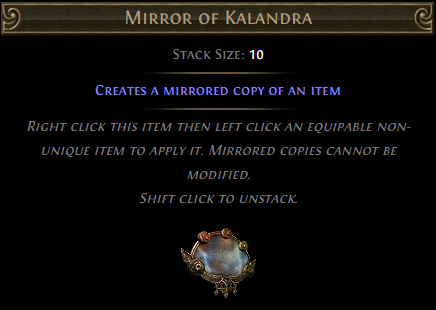 Mirror of Kalandra
Stack Size: 10
Creates a mirrored copy of an item
Right click this item then left click an equipable non-
unique item to apply it. Mirrored copies cannot be
modified.
Shift click to unstack.